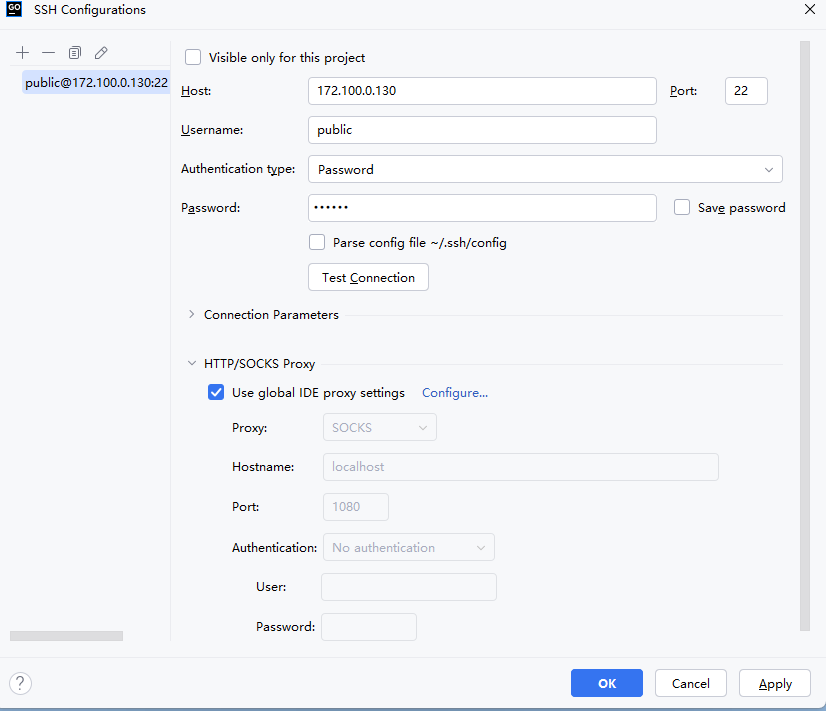 GO SSH Configurations
public@172.100.0.130:22
Visible only for this project
Host: 172.100.0.130 Port: 22
Username: public
Authentication type: Password
Password: •••••• Save password
Parse config file ~/.ssh/config
Test Connection
Connection Parameters
HTTP/SOCKS Proxy
Use global IDE proxy settings Configure...
Proxy: SOCKS
Hostname: localhost
Port: 1080
Authentication: No authentication
User:
Password:
? OK Cancel Apply